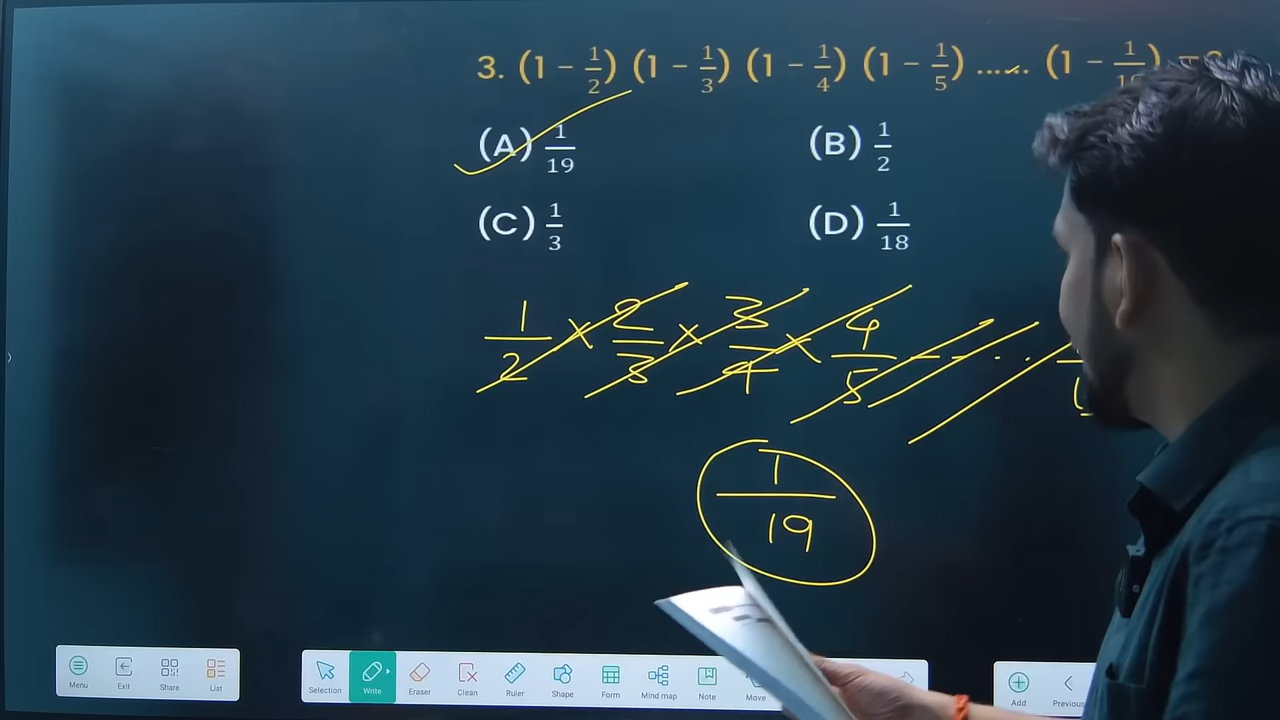 3. (1 - 1/2) (1 - 1/3) (1 - 1/4) (1 - 1/5) ...... (1 - 1/1
(A) 1/19 (B) 1/2
(C) 1/3 (D) 1/18
1/2 × 2/3 × 3/4 × 4/5 - - . . .
1/19
Menu Exit Share List Selection Write Eraser Clean Ruler Shape Form Mind map Note Move Add Previous